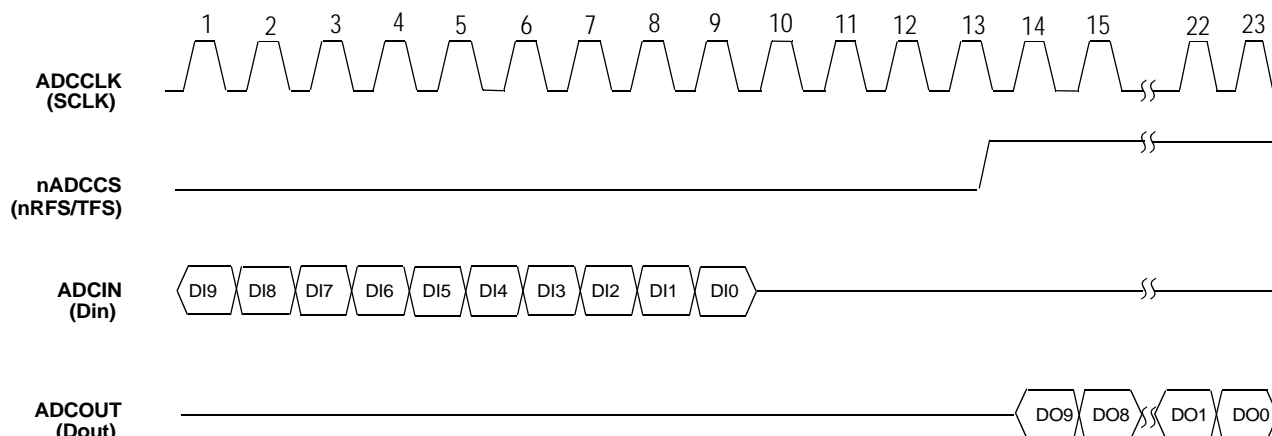 1 2 3 4 5 6 7 8 9 10 11 12 13 14 15 22 23
ADCCLK
(SCLK)
nADCCS
(nRFS/TFS)
ADCIN
(Din)
DI9 DI8 DI7 DI6 DI5 DI4 DI3 DI2 DI1 DI0
ADCOUT
(Dout)
DO9 DO8 DO1 DO0